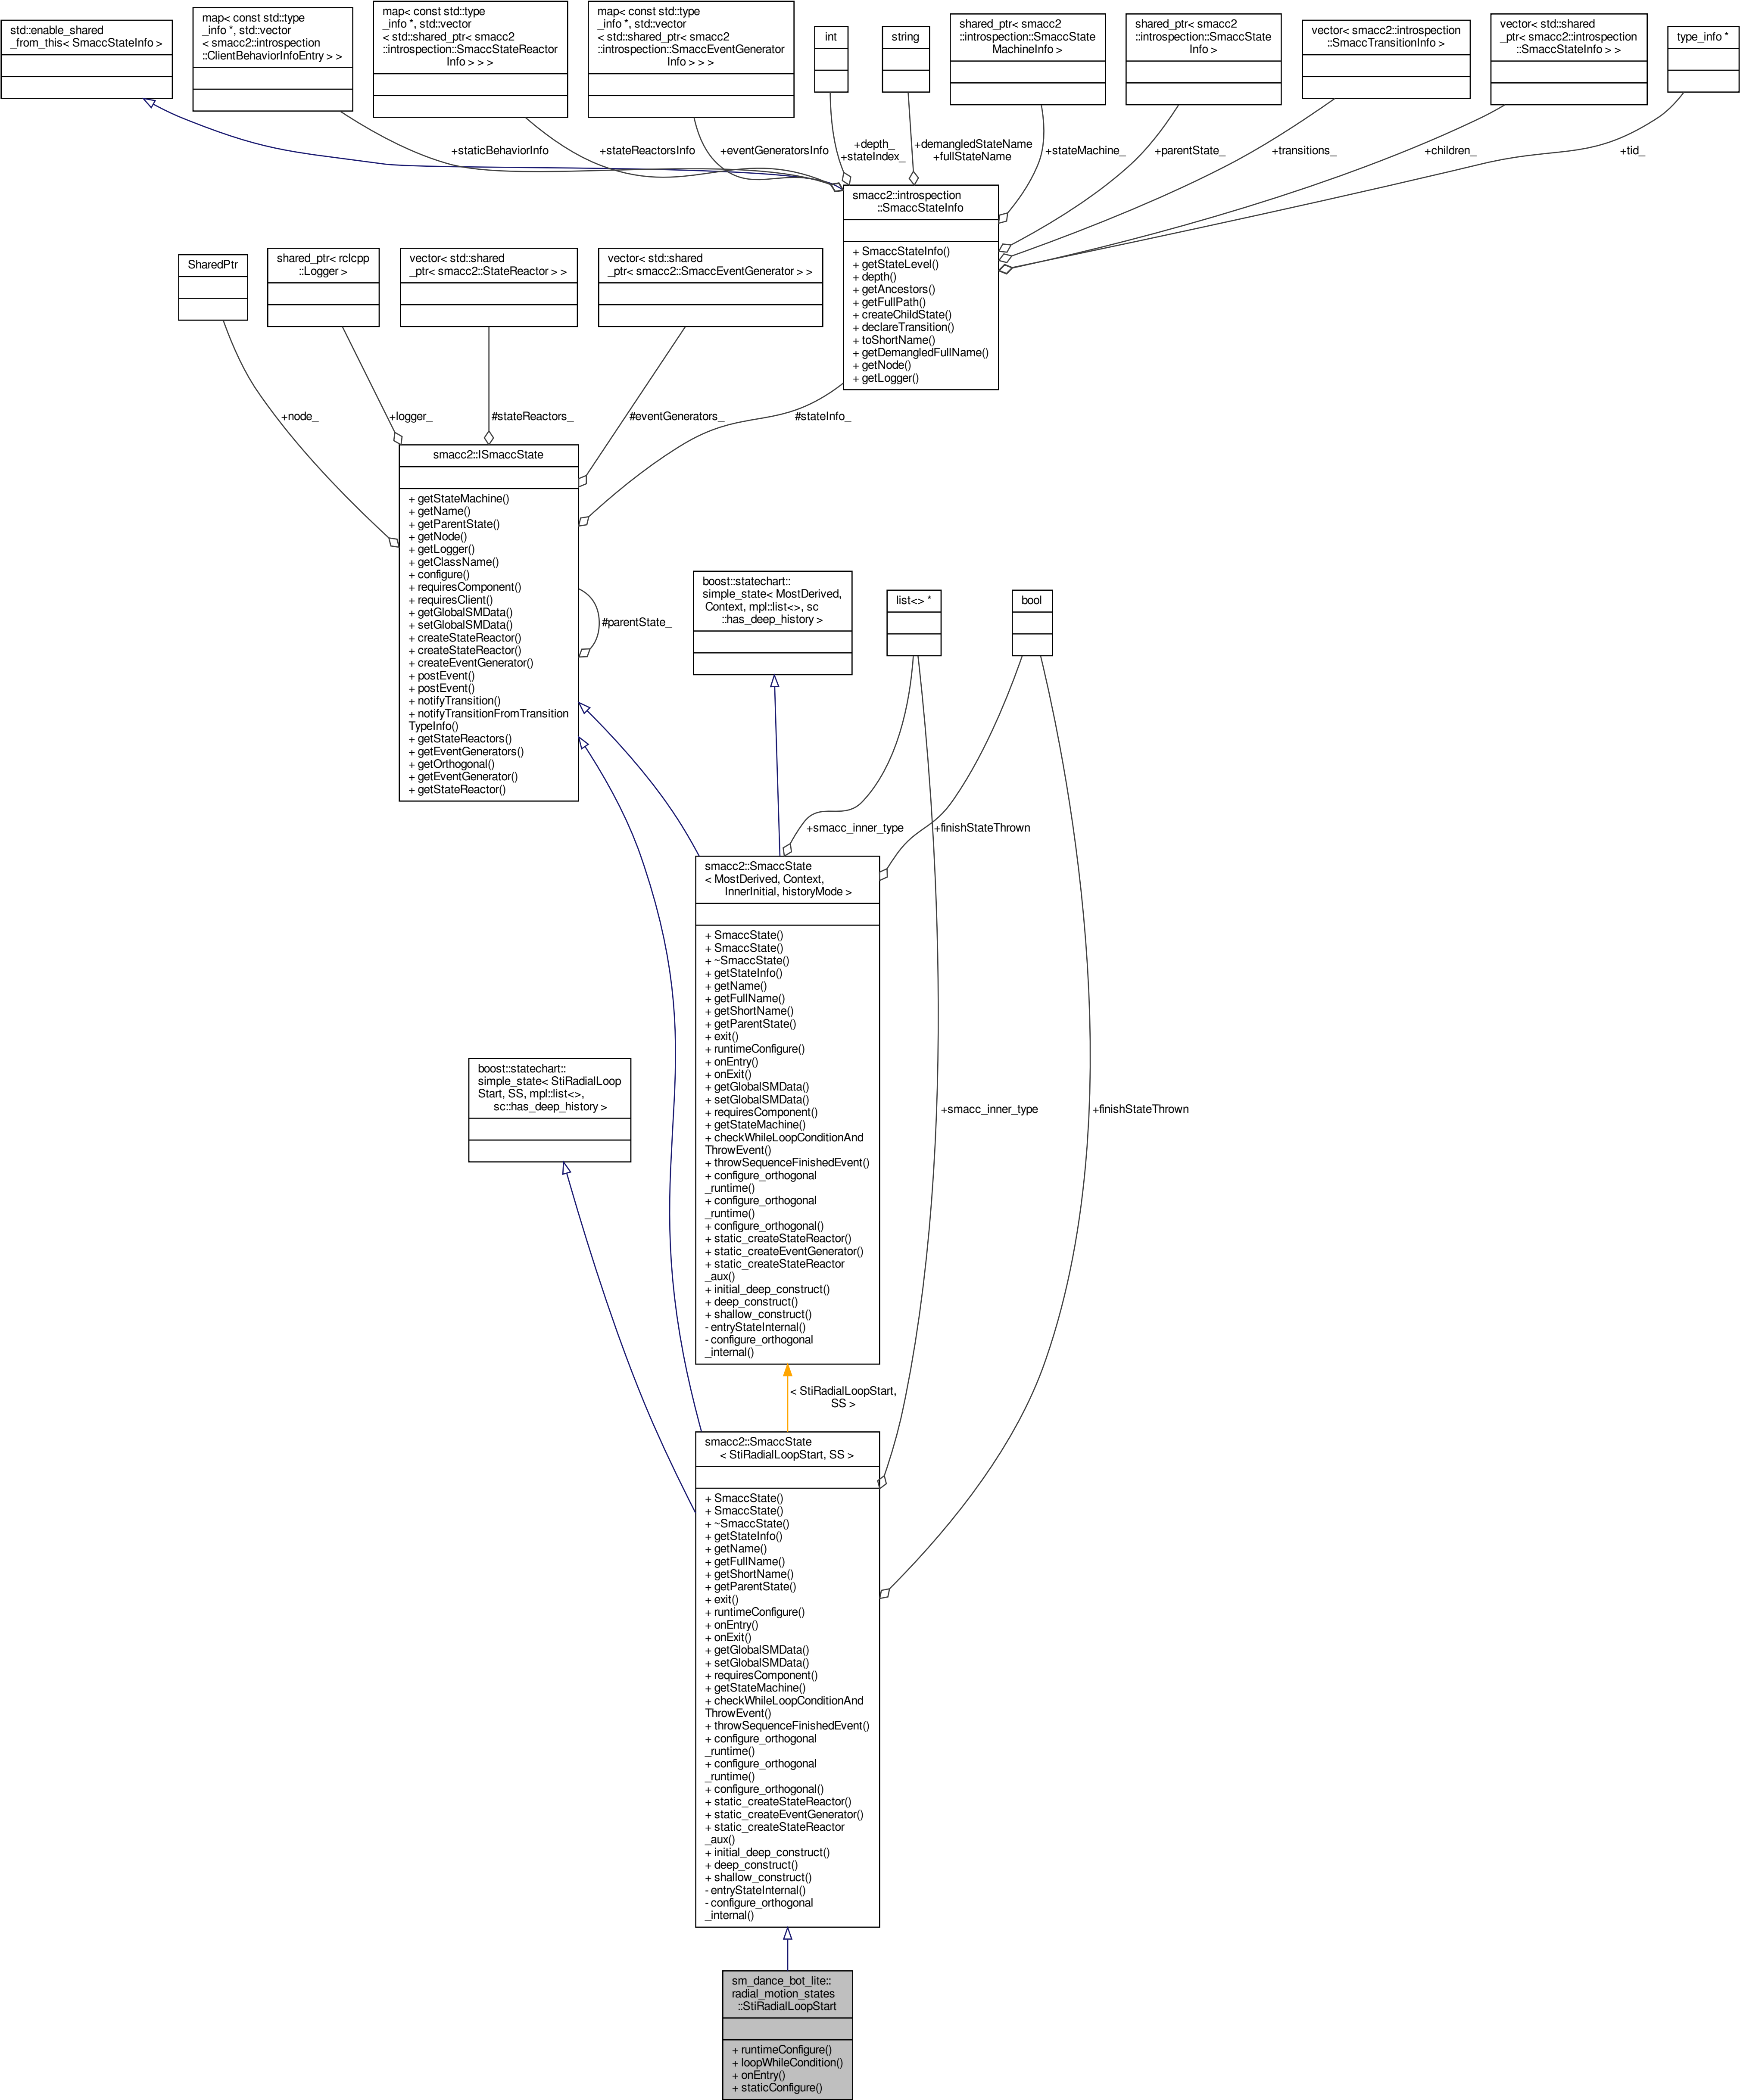 std::enable_shared
_from_this< SmaccStateInfo >
map< const std::type
_info *, std::vector
< smacc2::introspection
::ClientBehaviorInfoEntry > >
map< const std::type
_info *, std::vector
< std::shared_ptr< smacc2
::introspection::SmaccStateReactor
Info > > >
map< const std::type
_info *, std::vector
< std::shared_ptr< smacc2
::introspection::SmaccEventGenerator
Info > > >
int
string
shared_ptr< smacc2
::introspection::SmaccState
MachineInfo >
shared_ptr< smacc2
::introspection::SmaccState
Info >
vector< smacc2::introspection
::SmaccTransitionInfo >
vector< std::shared
_ptr< smacc2::introspection
::SmaccStateInfo > >
type_info *
+staticBehaviorInfo
+stateReactorsInfo
+eventGeneratorsInfo
+depth_
+stateIndex_
+demangledStateName
+fullStateName
+stateMachine_
+parentState_
+transitions_
+children_
+tid_
smacc2::introspection
::SmaccStateInfo
+ SmaccStateInfo()
+ getStateLevel()
+ depth()
+ getAncestors()
+ getFullPath()
+ createChildState()
+ declareTransition()
+ toShortName()
+ getDemangledFullName()
+ getNode()
+ getLogger()
SharedPtr
shared_ptr< rclcpp
::Logger >
vector< std::shared
_ptr< smacc2::StateReactor > >
vector< std::shared
_ptr< smacc2::SmaccEventGenerator > >
+node_
+logger_
#stateReactors_
#eventGenerators_
#stateInfo_
smacc2::ISmaccState
+ getStateMachine()
+ getName()
+ getParentState()
+ getNode()
+ getLogger()
+ getClassName()
+ configure()
+ requiresComponent()
+ requiresClient()
+ getGlobalSMData()
+ setGlobalSMData()
+ createStateReactor()
+ createStateReactor()
+ createEventGenerator()
+ postEvent()
+ postEvent()
+ notifyTransition()
+ notifyTransitionFromTransition
TypeInfo()
+ getStateReactors()
+ getEventGenerators()
+ getOrthogonal()
+ getEventGenerator()
+ getStateReactor()
#parentState_
boost::statechart::
simple_state< MostDerived,
Context, mpl::list<>, sc
::has_deep_history >
list<> *
bool
+smacc_inner_type
+finishStateThrown
smacc2::SmaccState
< MostDerived, Context,
InnerInitial, historyMode >
+ SmaccState()
+ SmaccState()
+ ~SmaccState()
+ getStateInfo()
+ getName()
+ getFullName()
+ getShortName()
+ getParentState()
+ exit()
+ runtimeConfigure()
+ onEntry()
+ onExit()
+ getGlobalSMData()
+ setGlobalSMData()
+ requiresComponent()
+ getStateMachine()
+ checkWhileLoopConditionAnd
ThrowEvent()
+ throwSequenceFinishedEvent()
+ configure_orthogonal
_runtime()
+ configure_orthogonal
_runtime()
+ configure_orthogonal()
+ static_createStateReactor()
+ static_createEventGenerator()
+ static_createStateReactor
_aux()
+ initial_deep_construct()
+ deep_construct()
+ shallow_construct()
- entryStateInternal()
- configure_orthogonal
_internal()
boost::statechart::
simple_state< StiRadialLoop
Start, SS, mpl::list<>,
sc::has_deep_history >
+smacc_inner_type
+finishStateThrown
< StiRadialLoopStart,
SS >
smacc2::SmaccState
< StiRadialLoopStart, SS >
+ SmaccState()
+ SmaccState()
+ ~SmaccState()
+ getStateInfo()
+ getName()
+ getFullName()
+ getShortName()
+ getParentState()
+ exit()
+ runtimeConfigure()
+ onEntry()
+ onExit()
+ getGlobalSMData()
+ setGlobalSMData()
+ requiresComponent()
+ getStateMachine()
+ checkWhileLoopConditionAnd
ThrowEvent()
+ throwSequenceFinishedEvent()
+ configure_orthogonal
_runtime()
+ configure_orthogonal
_runtime()
+ configure_orthogonal()
+ static_createStateReactor()
+ static_createEventGenerator()
+ static_createStateReactor
_aux()
+ initial_deep_construct()
+ deep_construct()
+ shallow_construct()
- entryStateInternal()
- configure_orthogonal
_internal()
sm_dance_bot_lite::
radial_motion_states
::StiRadialLoopStart
+ runtimeConfigure()
+ loopWhileCondition()
+ onEntry()
+ staticConfigure()